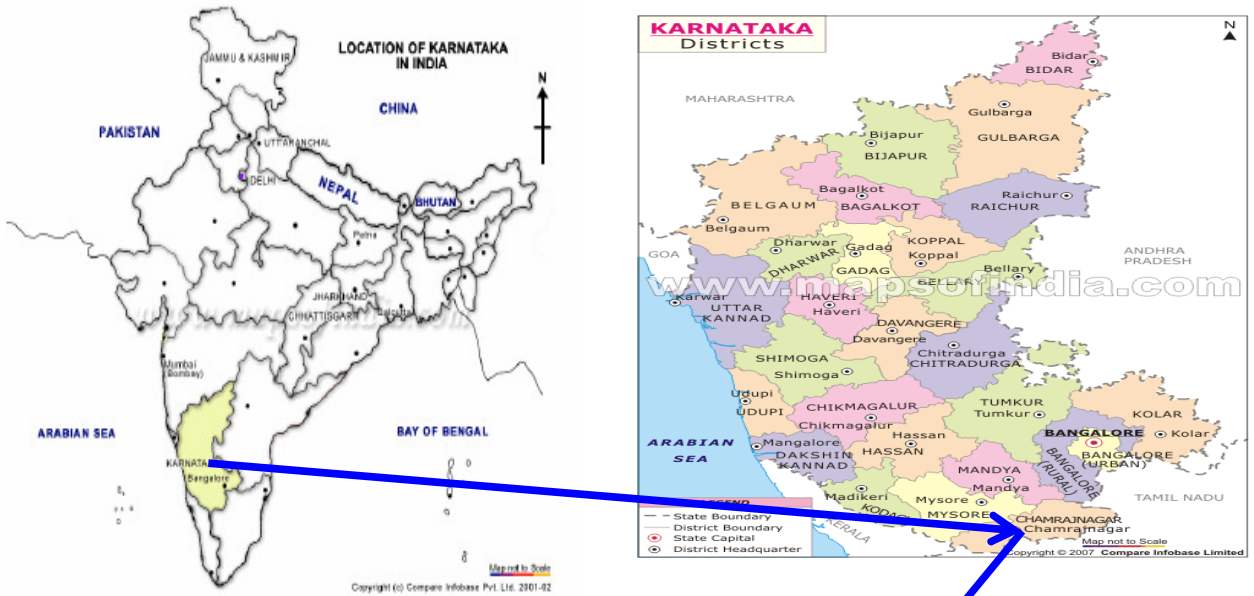 LOCATION OF KARNATAKA
IN INDIA
N
JAMMU & KASHMIR
CHINA
PAKISTAN
UTTARANCHAL
DELHI
NEPAL
BHUTAN
Patna
JHARKHAND
CHHATTISGARH
Mumbai
(Bombay)
ARABIAN SEA
BAY OF BENGAL
KARNATA
Bangalore
Map not to Scale
Copyright (c) Compare Infobase Pvt. Ltd. 2001-02
KARNATAKA
Districts
N
Bidar
BIDAR
MAHARASHTRA
Gulbarga
GULBARGA
Bijapur
BIJAPUR
Bagalkot
BAGALKOT
Raichur
RAICHUR
BELGAUM
Belgaum
Dharwar
DHARWAR
Gadag
GADAG
KOPPAL
Koppal
GOA
ANDHRA
PRADESH
Bellary
BELLARY
www.mapsofindia.com
Karwar
UTTAR
KANNAD
HAVERI
Haveri
DAVANGERE
Davangere
Chitradurga
CHITRADURGA
SHIMOGA
Shimoga
Udupi
UDUPI
CHIKMAGALUR
Chikmagalur
TUMKUR
Tumkur
KOLAR
Kolar
BANGALORE
BANGALORE
(URBAN)
BANGALORE
(RURAL)
Hassan
HASSAN
ARABIAN
SEA
Mangalore
DAKSHIN
KANNAD
MANDYA
Mandya
Madikeri
KODAG
Mysore
MYSORE
TAMIL NADU
KERALA
CHAMRAJNAGAR
Chamrajnagar
LEGEND
State Boundary
District Boundary
State Capital
District Headquarter
Map not to Scale
Copyright © 2007 Compare Infobase Limited